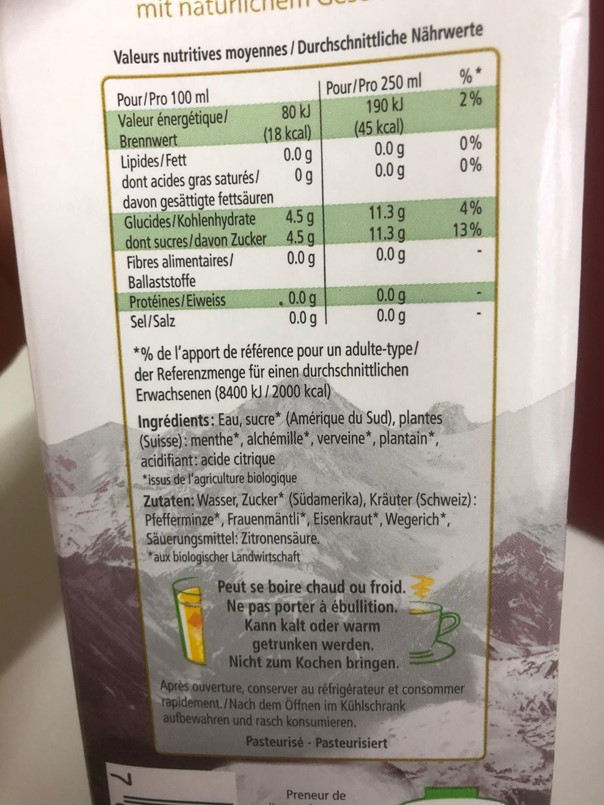 mit natürlichem
Valeurs nutritives moyennes / Durchschnittliche Nährwerte
Pour/Pro 100 ml Pour/Pro 250 ml %*
Valeur énergétique/ 80 kJ 190 kJ 2%
Brennwert (18 kcal) (45 kcal)
Lipides/Fett 0.0 g 0.0 g 0%
dont acides gras saturés/ 0 g 0.0 g 0%
davon gesättigte fettsäuren
Glucides/Kohlenhydrate 4.5 g 11.3 g 4%
dont sucres/davon Zucker 4.5 g 11.3 g 13%
Fibres alimentaires/ 0.0 g 0.0 g -
Ballaststoffe
Protéines/Eiweiss 0.0 g 0.0 g -
Sel/Salz 0.0 g 0.0 g -
*% de l'apport de référence pour un adulte-type/
der Referenzmenge für einen durchschnittlichen
Erwachsenen (8400 kJ / 2000 kcal)
Ingrédients: Eau, sucre* (Amérique du Sud), plantes
(Suisse): menthe*, alchémille*, verveine*, plantain*,
acidifiant: acide citrique
*issus de l'agriculture biologique
Zutaten: Wasser, Zucker* (Südamerika), Kräuter (Schweiz):
Pfefferminze*, Frauenmäntli*, Eisenkraut*, Wegerich*,
Säuerungsmittel: Zitronensäure.
*aux biologischer Landwirtschaft
Peut se boire chaud ou froid.
Ne pas porter à ébullition.
Kann kalt oder warm
getrunken werden.
Nicht zum Kochen bringen.
Après ouverture, conserver au réfrigérateur et consommer
rapidement./Nach dem Öffnen im Kühlschrank
aufbewahren und rasch konsumieren.
Pasteurisé - Pasteurisiert
7
Preneur de